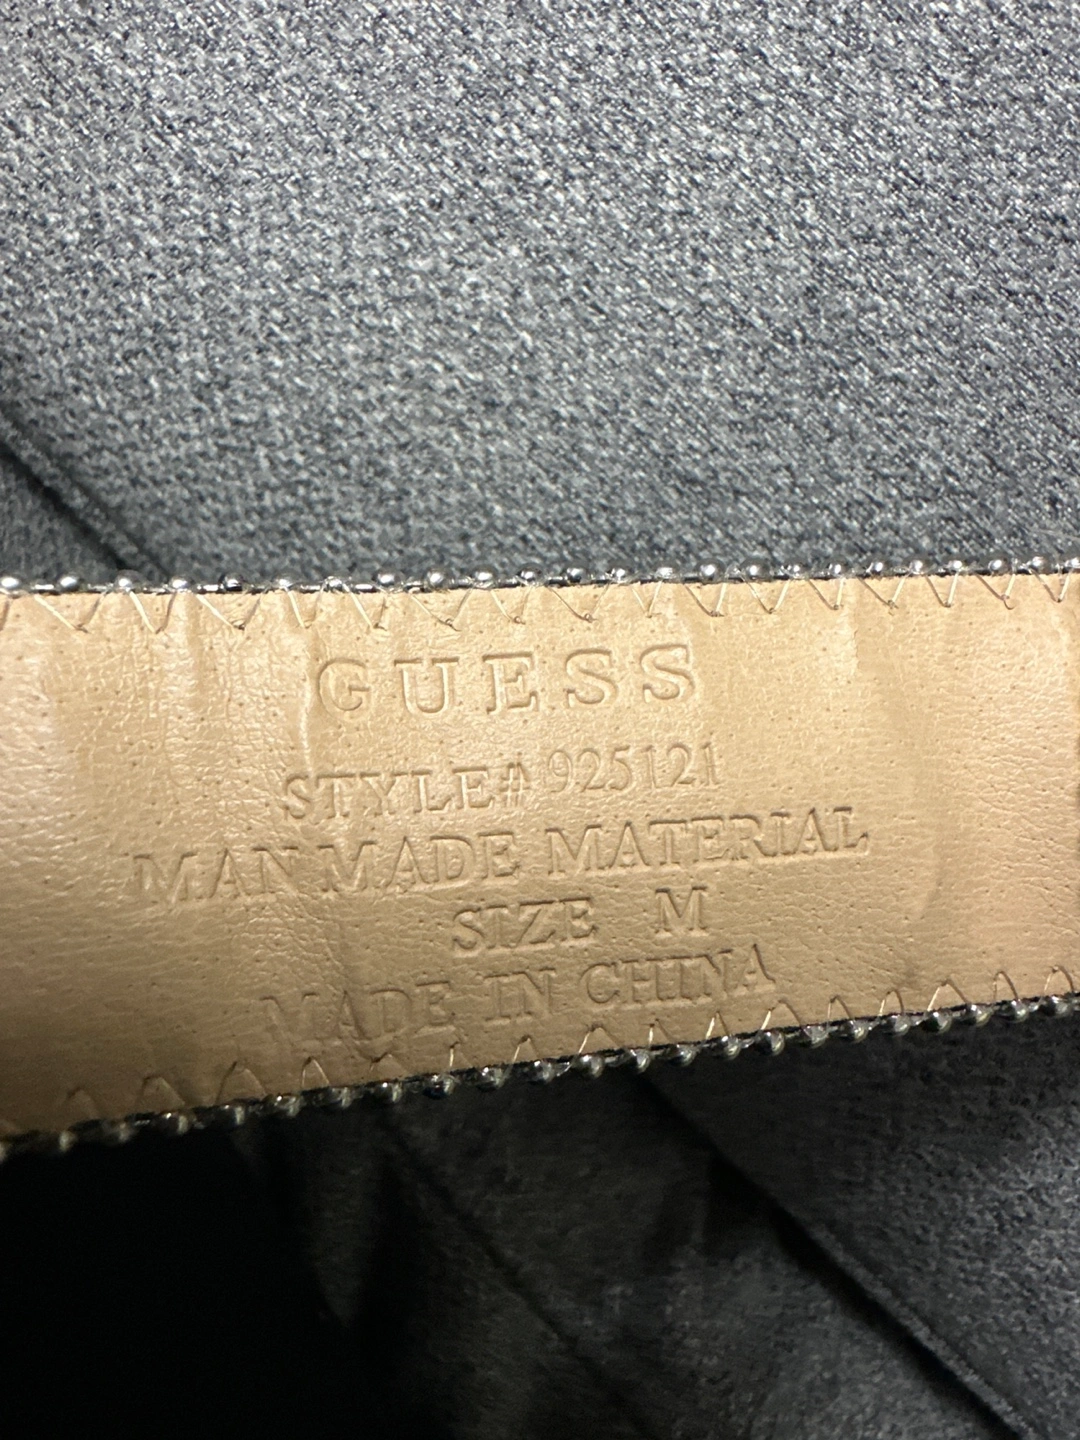 GUESS
STYLE# 925121
MAN MADE MATERIAL
SIZE M
MADE IN CHINA